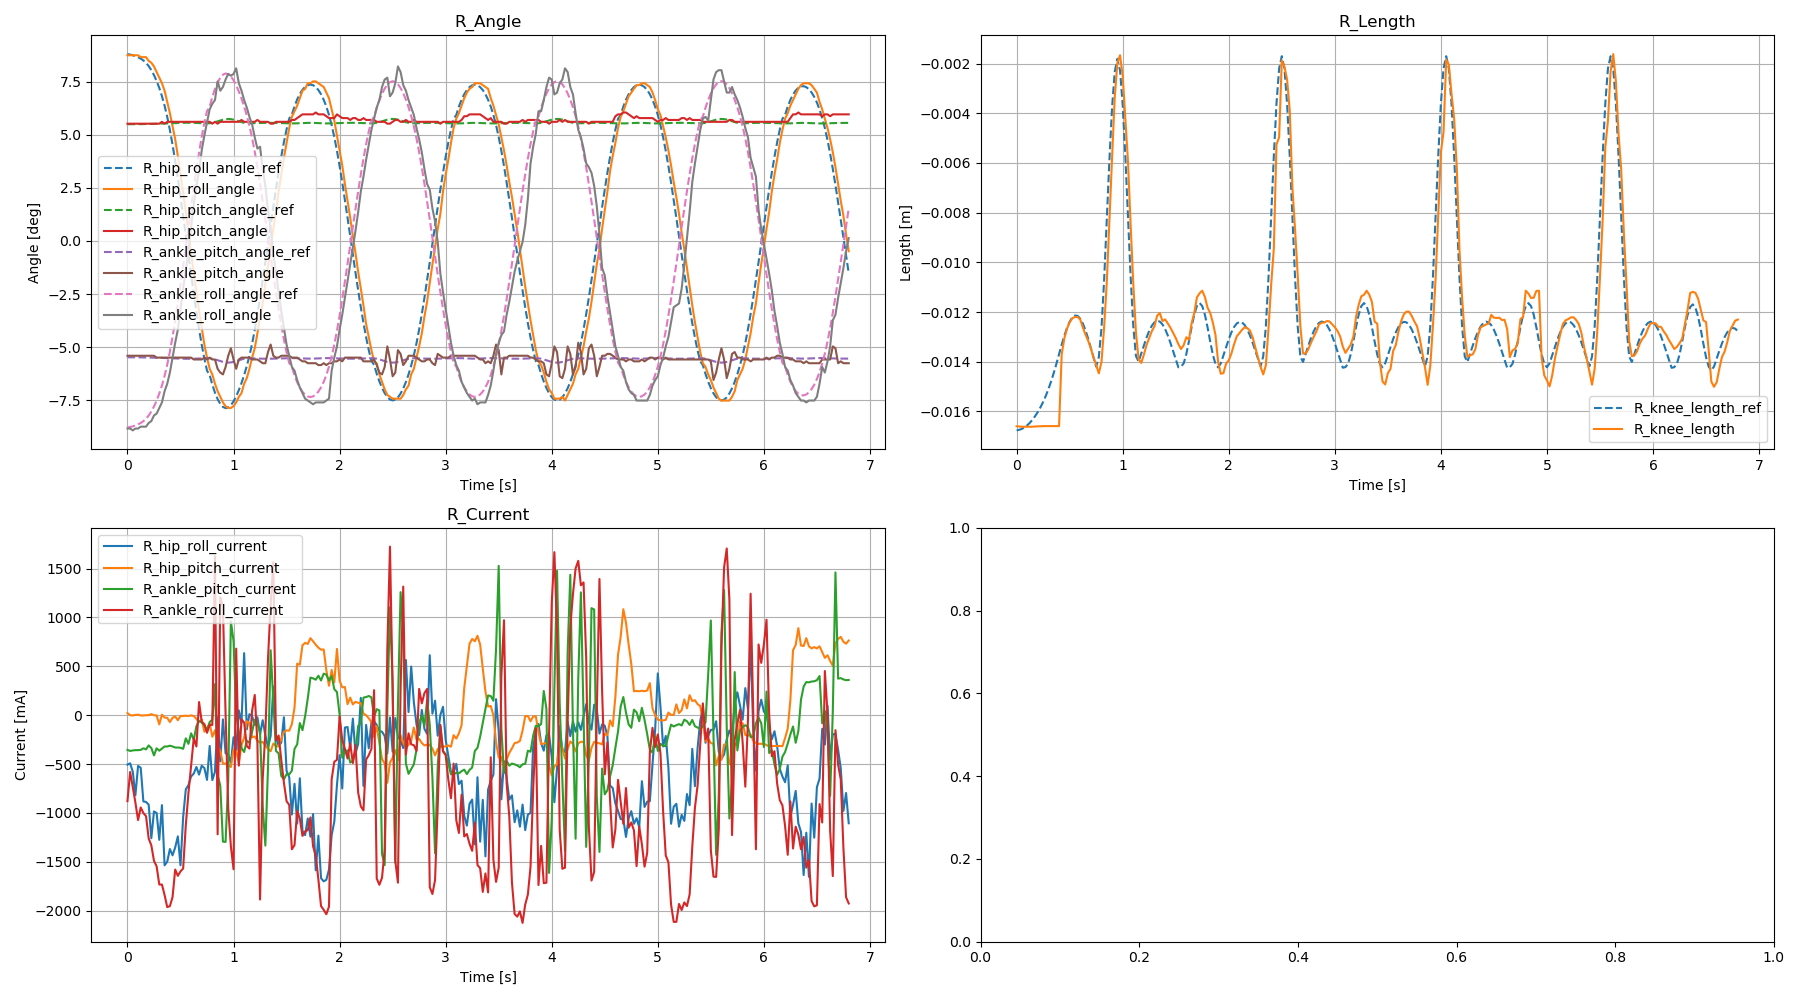 R_Angle
Angle [deg]
7.5
5.0
2.5
0.0
−2.5
−5.0
−7.5
R_hip_roll_angle_ref
R_hip_roll_angle
R_hip_pitch_angle_ref
R_hip_pitch_angle
R_ankle_pitch_angle_ref
R_ankle_pitch_angle
R_ankle_roll_angle_ref
R_ankle_roll_angle
0 1 2 3 4 5 6 7
Time [s]
R_Length
Length [m]
−0.002
−0.004
−0.006
−0.008
−0.010
−0.012
−0.014
−0.016
R_knee_length_ref
R_knee_length
0 1 2 3 4 5 6 7
Time [s]
R_Current
Current [mA]
1500
1000
500
0
−500
−1000
−1500
−2000
R_hip_roll_current
R_hip_pitch_current
R_ankle_pitch_current
R_ankle_roll_current
0 1 2 3 4 5 6 7
Time [s]
1.0
0.8
0.6
0.4
0.2
0.0
0.0 0.2 0.4 0.6 0.8 1.0